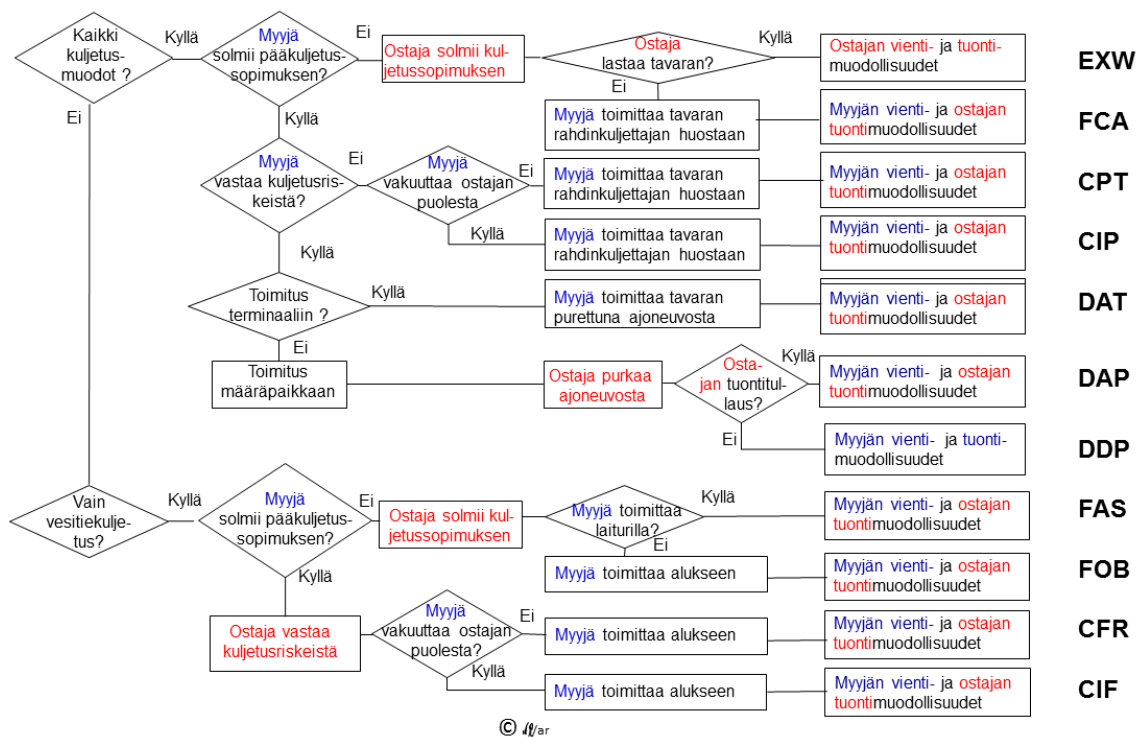 Kaikki
kuljetus-
muodot ?
Kyllä
Myyjä
solmii pääkuljetus-
sopimuksen?
Ei
Ostaja solmii kul-
jetussopimuksen
Ostaja
lastaa tavaran?
Kyllä
Ostajan vienti- ja tuonti-
muodollisuudet
EXW
Ei
Ei
Kyllä
Myyjä toimittaa tavaran
rahdinkuljettajan huostaan
Myyjän vienti- ja ostajan
tuontimuodollisuudet
FCA
Myyjä
vastaa kuljetusris-
keistä?
Ei
Myyjä
vakuuttaa ostajan
puolesta
Ei
Myyjä toimittaa tavaran
rahdinkuljettajan huostaan
Myyjän vienti- ja ostajan
tuontimuodollisuudet
CPT
Kyllä
Kyllä
Myyjä toimittaa tavaran
rahdinkuljettajan huostaan
Myyjän vienti- ja ostajan
tuontimuodollisuudet
CIP
Toimitus
terminaaliin ?
Kyllä
Myyjä toimittaa tavaran
purettuna ajoneuvosta
Myyjän vienti- ja ostajan
tuontimuodollisuudet
DAT
Ei
Toimitus
määräpaikkaan
Ostaja purkaa
ajoneuvosta
Osta-
jan tuontitul-
laus?
Kyllä
Myyjän vienti- ja ostajan
tuontimuodollisuudet
DAP
Ei
Myyjän vienti- ja tuonti-
muodollisuudet
DDP
Vain
vesitiekulje-
tus?
Kyllä
Myyjä
solmii pääkuljetus-
sopimuksen?
Ei
Ostaja solmii kul-
jetussopimuksen
Myyjä toimittaa
laiturilla?
Kyllä
Myyjän vienti- ja ostajan
tuontimuodollisuudet
FAS
Ei
Kyllä
Myyjä toimittaa alukseen
Myyjän vienti- ja ostajan
tuontimuodollisuudet
FOB
Ostaja vastaa
kuljetusriskeistä
Myyjä
vakuuttaa ostajan
puolesta?
Ei
Myyjä toimittaa alukseen
Myyjän vienti- ja ostajan
tuontimuodollisuudet
CFR
Kyllä
Myyjä toimittaa alukseen
Myyjän vienti- ja ostajan
tuontimuodollisuudet
CIF
©